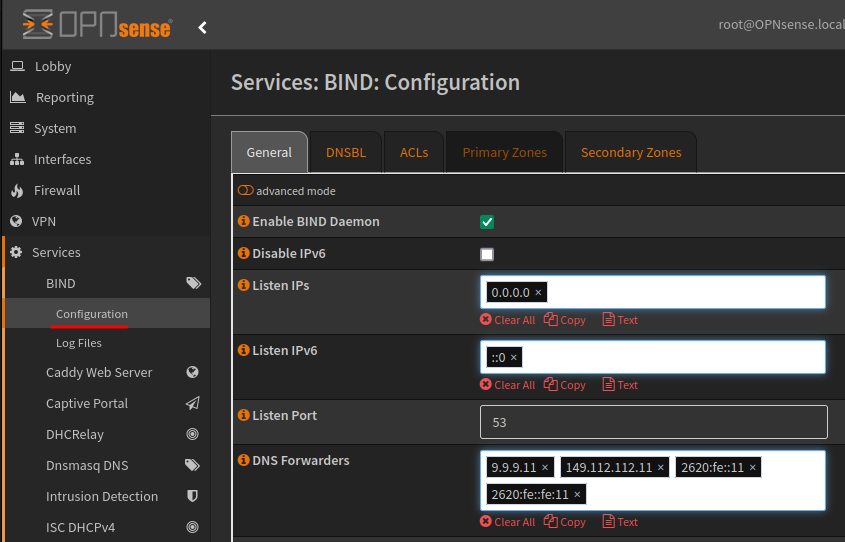 OPNsense
root@OPNsense.local
Lobby
Reporting
System
Interfaces
Firewall
VPN
Services
BIND
Configuration
Log Files
Caddy Web Server
Captive Portal
DHCRelay
Dnsmasq DNS
Intrusion Detection
ISC DHCPv4
Services: BIND: Configuration
General DNSBL ACLs Primary Zones Secondary Zones
advanced mode
Enable BIND Daemon
Disable IPv6
Listen IPs
0.0.0.0 ×
Clear All Copy Text
Listen IPv6
::0 ×
Clear All Copy Text
Listen Port
53
DNS Forwarders
9.9.9.11 × 149.112.112.11 × 2620:fe::11 ×
2620:fe::fe:11 ×
Clear All Copy Text